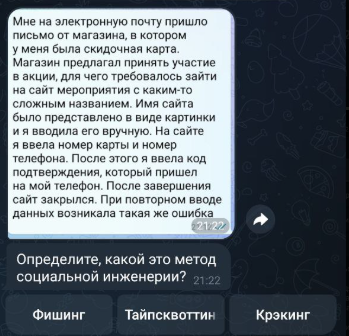 Мне на электронную почту пришло
письмо от магазина, в котором
у меня была скидочная карта.
Магазин предлагал принять участие
в акции, для чего требовалось зайти
на сайт мероприятия с каким-то
сложным названием. Имя сайта
было представлено в виде картинки
и я вводила его вручную. На сайте
я ввела номер карты и номер
телефона. После этого я ввела код
подтверждения, который пришел
на мой телефон. После завершения
сайт закрылся. При повторном вводе
данных возникала такая же ошибка
21:22
Определите, какой это метод
социальной инженерии? 21:22
Фишинг Тайпсквоттин Крэкинг